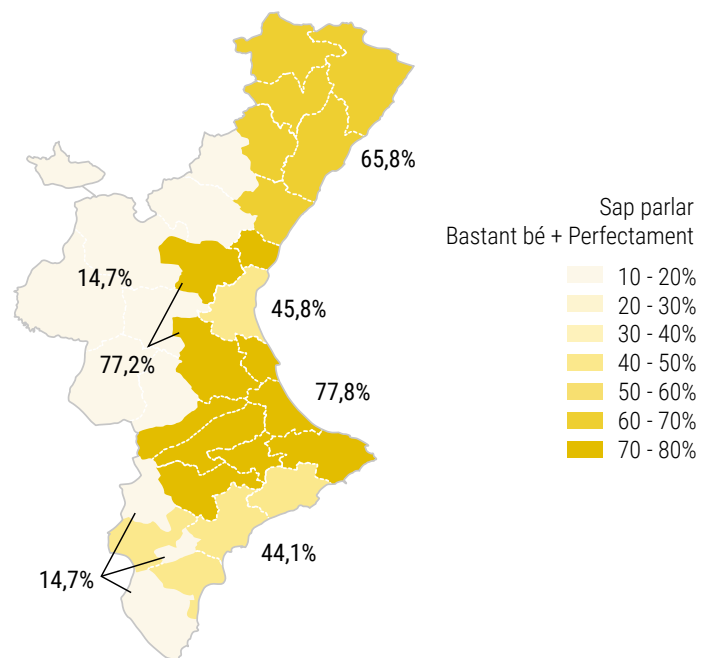 65,8%
Sap parlar
Bastant bé + Perfectament
10 - 20%
20 - 30%
30 - 40%
40 - 50%
50 - 60%
60 - 70%
70 - 80%
14,7%
45,8%
77,2%
77,8%
44,1%
14,7%